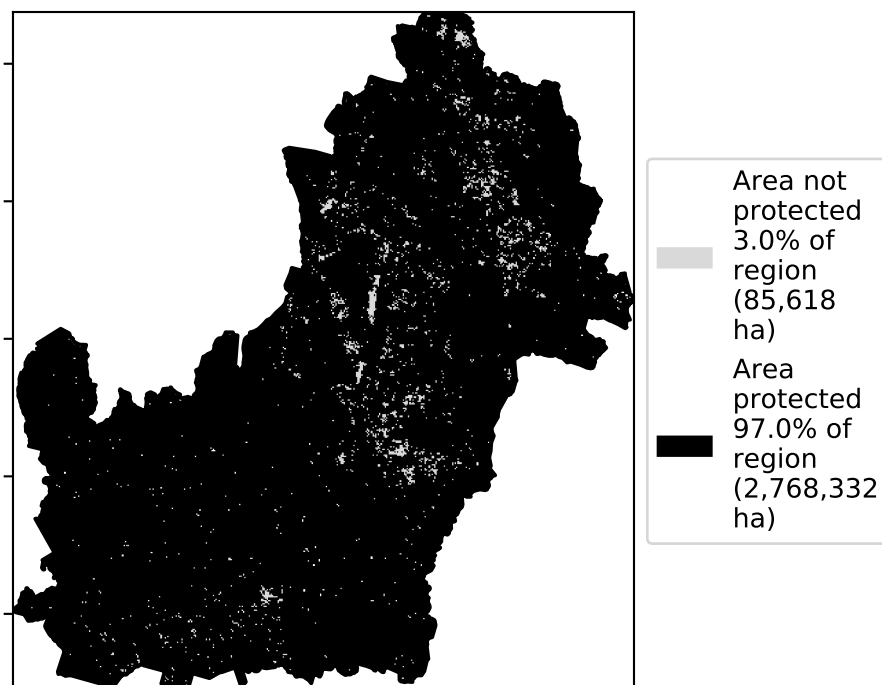 Area not
protected
3.0% of
region
(85,618
ha)
Area
protected
97.0% of
region
(2,768,332
ha)